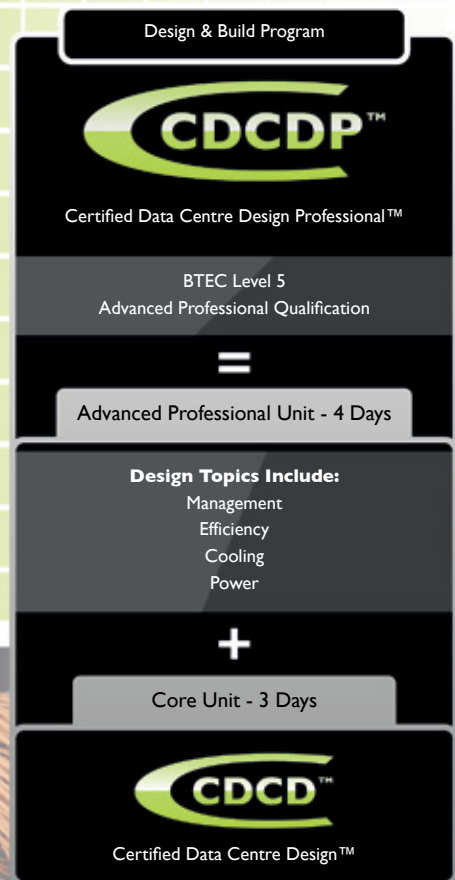 Design & Build Program
CDCDP™
Certified Data Centre Design Professional™
BTEC Level 5
Advanced Professional Qualification
=
Advanced Professional Unit - 4 Days
Design Topics Include:
Management
Efficiency
Cooling
Power
+
Core Unit - 3 Days
CDCD™
Certified Data Centre Design™